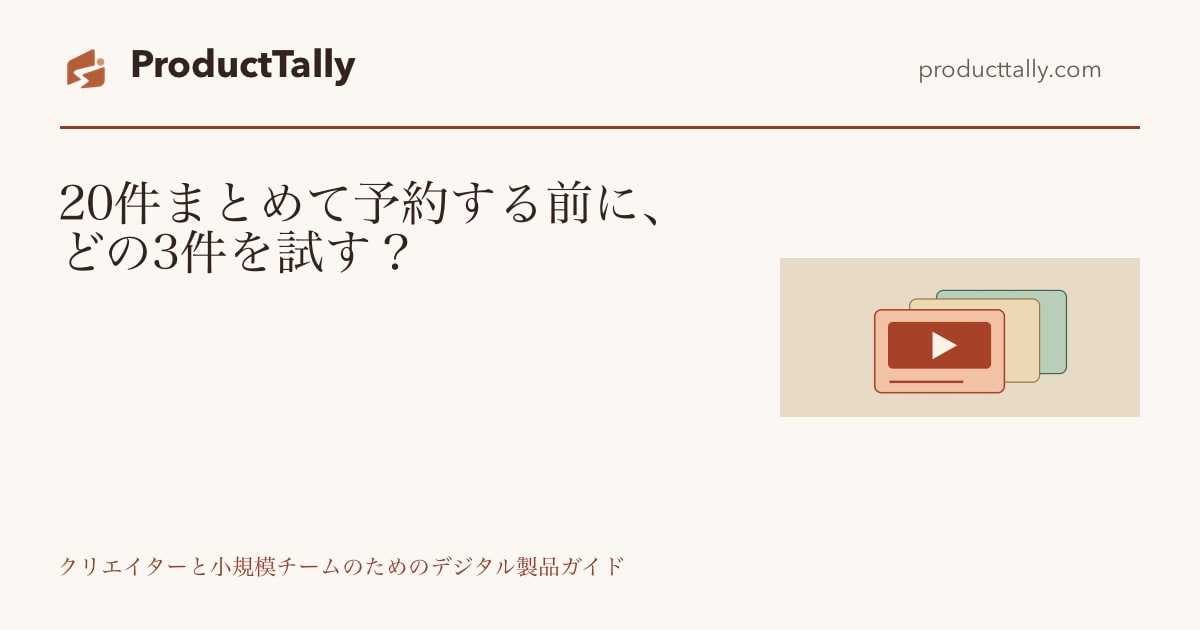 ProductTally
producttally.com
20件まとめて予約する前に、
どの3件を試す？
クリエイターと小規模チームのためのデジタル製品ガイド